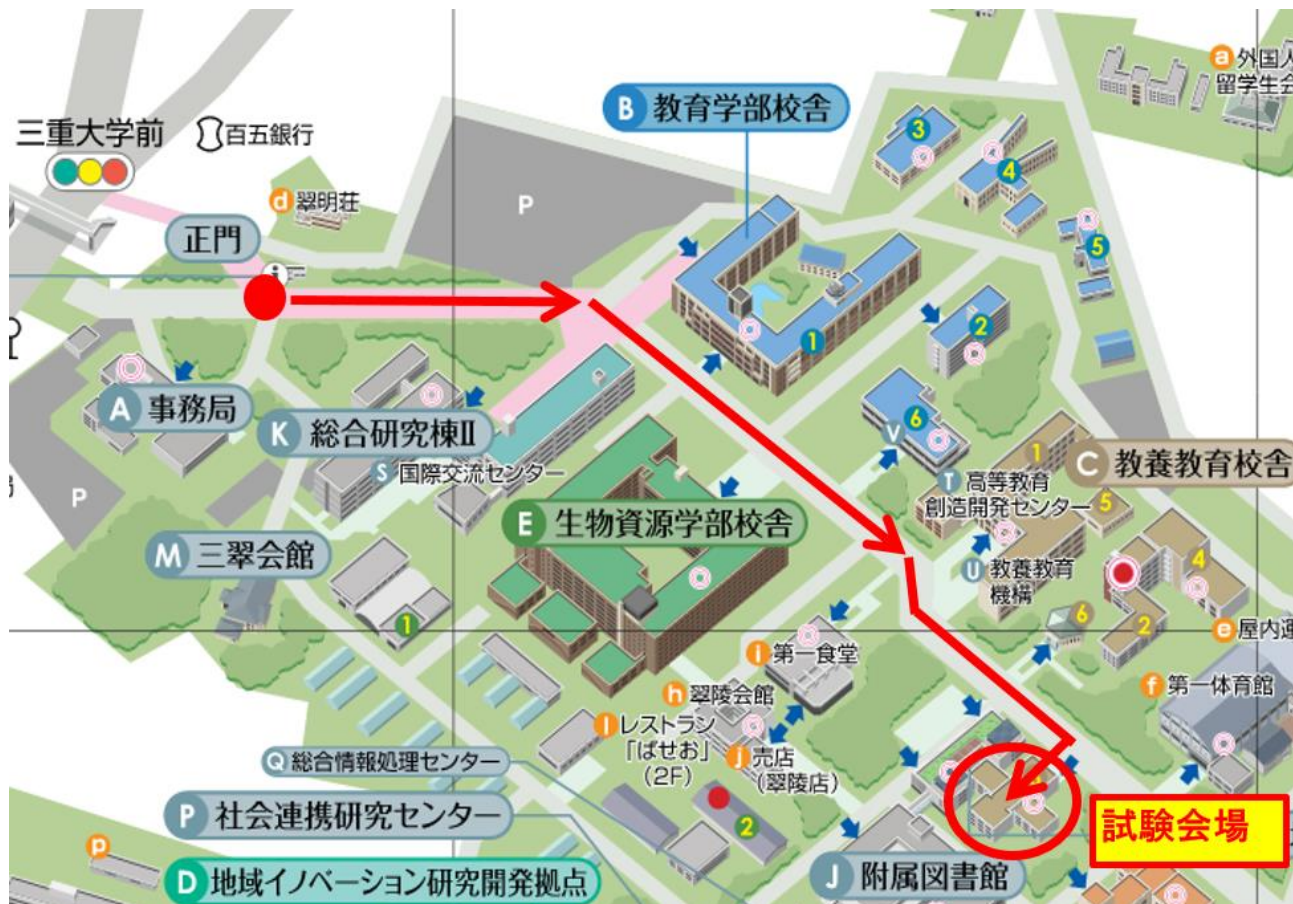 a 外国人
留学生会
B 教育学部校舎
三重大学前
百五銀行
3
4
d 翠明荘
P
正門
5
2
1
6
A 事務局
V
K 総合研究棟Ⅱ
1
C 教養教育校舎
S 国際交流センター
T 高等教育
創造開発センター
5
P
E 生物資源学部校舎
M 三翠会館
U 教養教育
機構
4
1
6
2
e 屋内運
i 第一食堂
h 翠陵会館
f 第一体育館
l レストラン
「ばせお」
(2F)
j 売店
(翠陵店)
Q 総合情報処理センター
P 社会連携研究センター
2
試験会場
p
D 地域イノベーション研究開発拠点
J 附属図書館